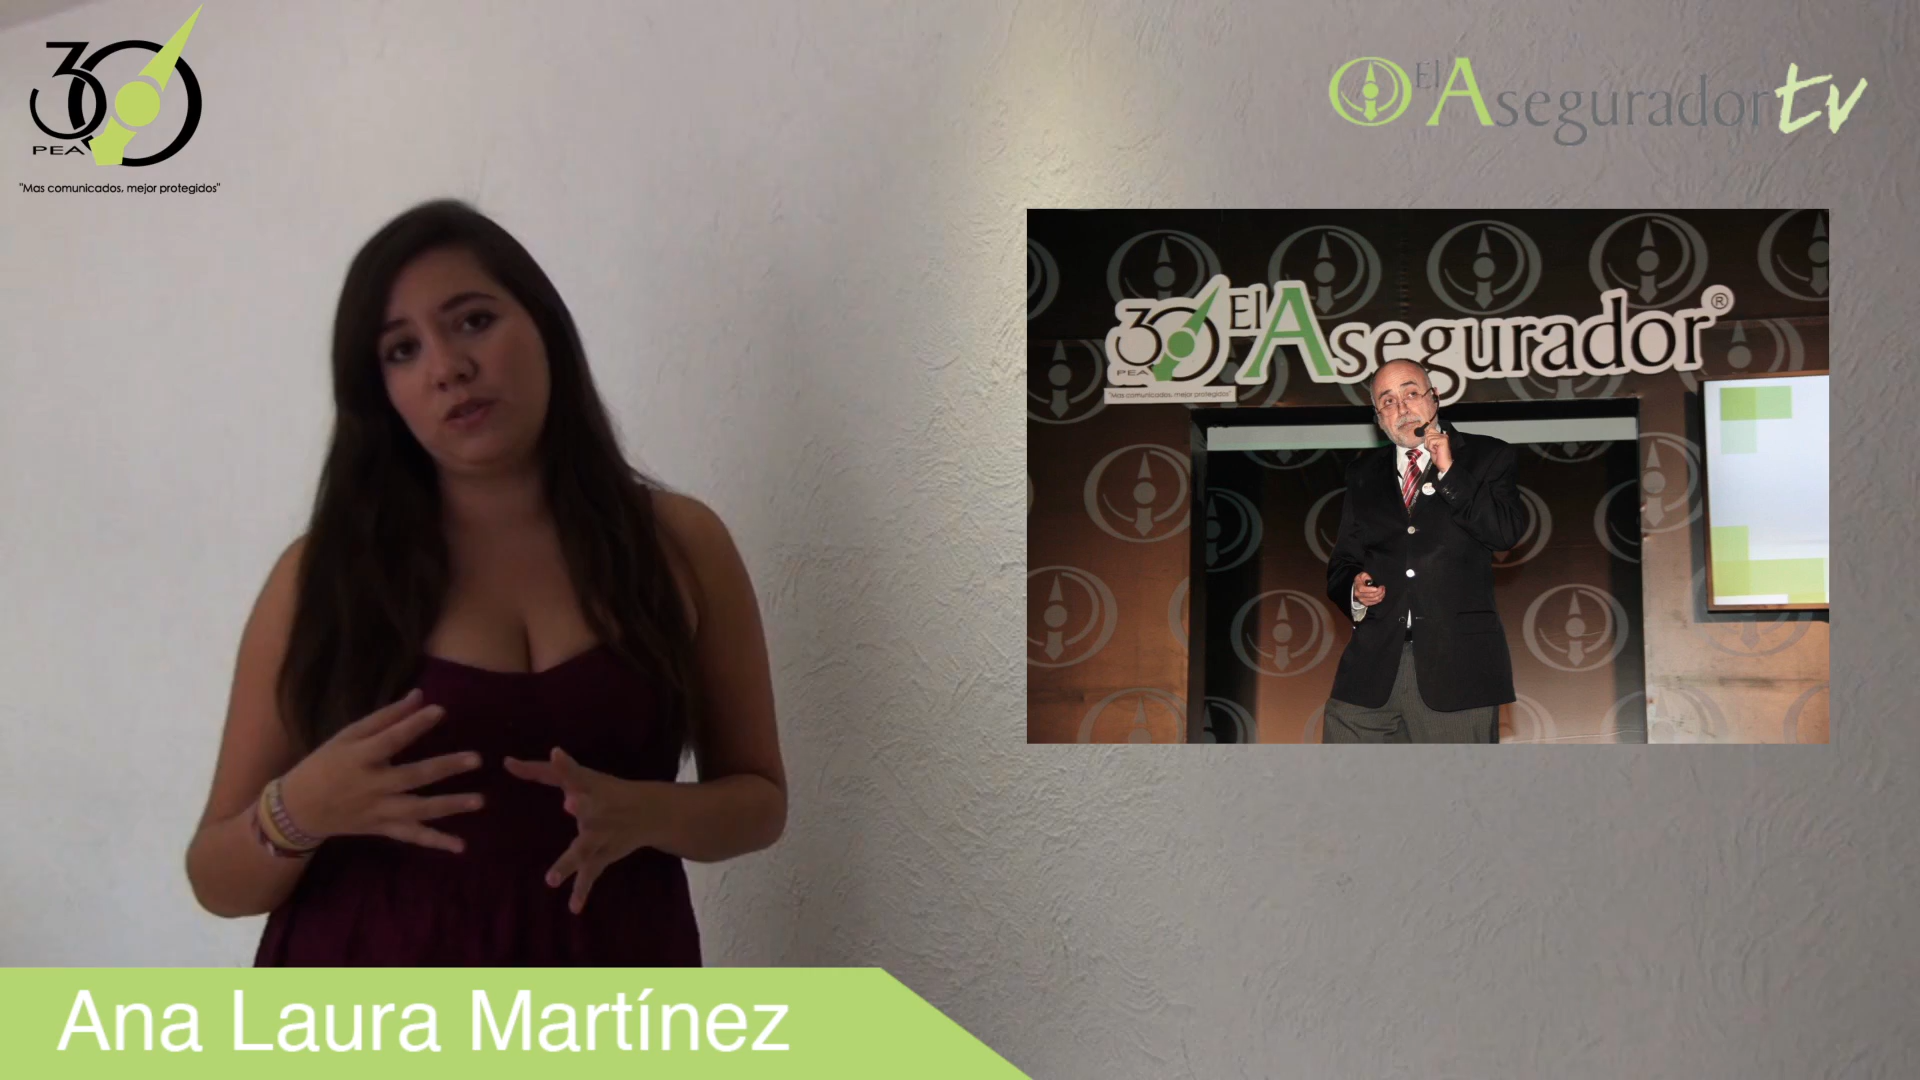 30
PEA
"Mas comunicados, mejor protegidos"
El Asegurador tv
30 El Asegurador®
PEA
"Mas comunicados, mejor protegidos"
Ana Laura Martínez